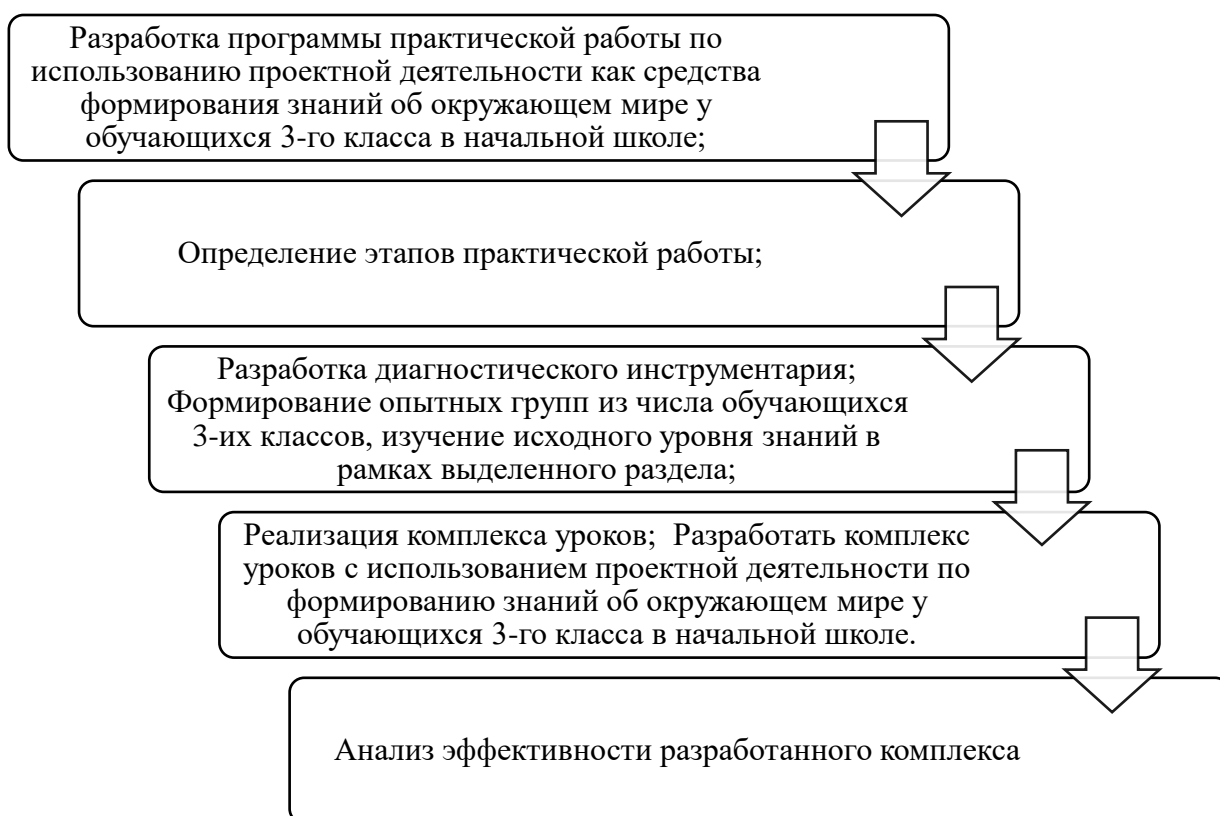 Разработка программы практической работы по
использованию проектной деятельности как средства
формирования знаний об окружающем мире у
обучающихся 3-го класса в начальной школе;
Определение этапов практической работы;
Разработка диагностического инструментария;
Формирование опытных групп из числа обучающихся
3-их классов, изучение исходного уровня знаний в
рамках выделенного раздела;
Реализация комплекса уроков; Разработать комплекс
уроков с использованием проектной деятельности по
формированию знаний об окружающем мире у
обучающихся 3-го класса в начальной школе.
Анализ эффективности разработанного комплекса